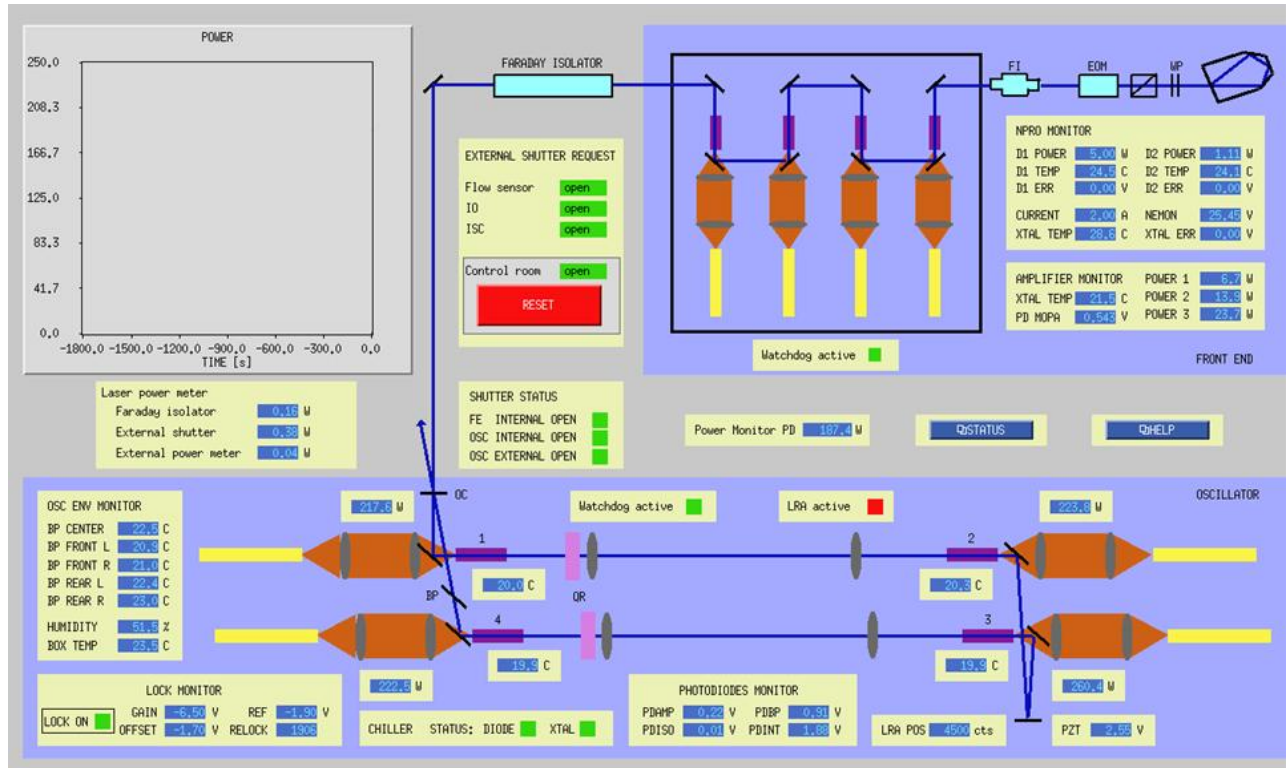 POWER
250.0
208.3
166.7
125.0
83.3
41.7
0.0
-1800.0 -1500.0 -1200.0 -900.0 -600.0 -300.0 0.0
TIME [s]
Laser power meter
Faraday isolator 0.16 W
External shutter 0.38 W
External power meter 0.04 W
FARADAY ISOLATOR
EXTERNAL SHUTTER REQUEST
Flow sensor open
IO open
ISC open
Control room open
RESET
SHUTTER STATUS
FE INTERNAL OPEN
OSC INTERNAL OPEN
OSC EXTERNAL OPEN
FI EOM WP
NPRO MONITOR
D1 POWER 5.00 W D2 POWER 1.11 W
D1 TEMP 24.5 C D2 TEMP 24.1 C
D1 ERR 0.00 V D2 ERR 0.00 V
CURRENT 2.00 A NEMON 25.45 V
XTAL TEMP 28.6 C XTAL ERR 0.00 V
AMPLIFIER MONITOR POWER 1 6.7 W
XTAL TEMP 21.5 C POWER 2 13.9 W
PD MOPA 0.543 V POWER 3 23.7 W
Watchdog active
FRONT END
Power Monitor PD 187.4 W
STATUS
HELP
OSCILLATOR
OSC ENV MONITOR
BP CENTER 22.5 C
BP FRONT L 20.9 C
BP FRONT R 21.0 C
BP REAR L 22.4 C
BP REAR R 23.0 C
HUMIDITY 51.5 %
BOX TEMP 23.5 C
217.6 W
OC
Watchdog active
LRA active
223.8 W
1
2
20.0 C
20.3 C
BP
QR
4
3
19.9 C
19.9 C
222.5 W
260.4 W
LOCK MONITOR
LOCK ON
GAIN -6.50 V REF -1.90 V
OFFSET -1.70 V RELOCK 1906
CHILLER STATUS: DIODE XTAL
PHOTODIODES MONITOR
PDAMP 0.22 V PDBP 0.91 V
PDISO 0.01 V PDINT 1.88 V
LRA POS 4500 cts
PZT 2.55 V